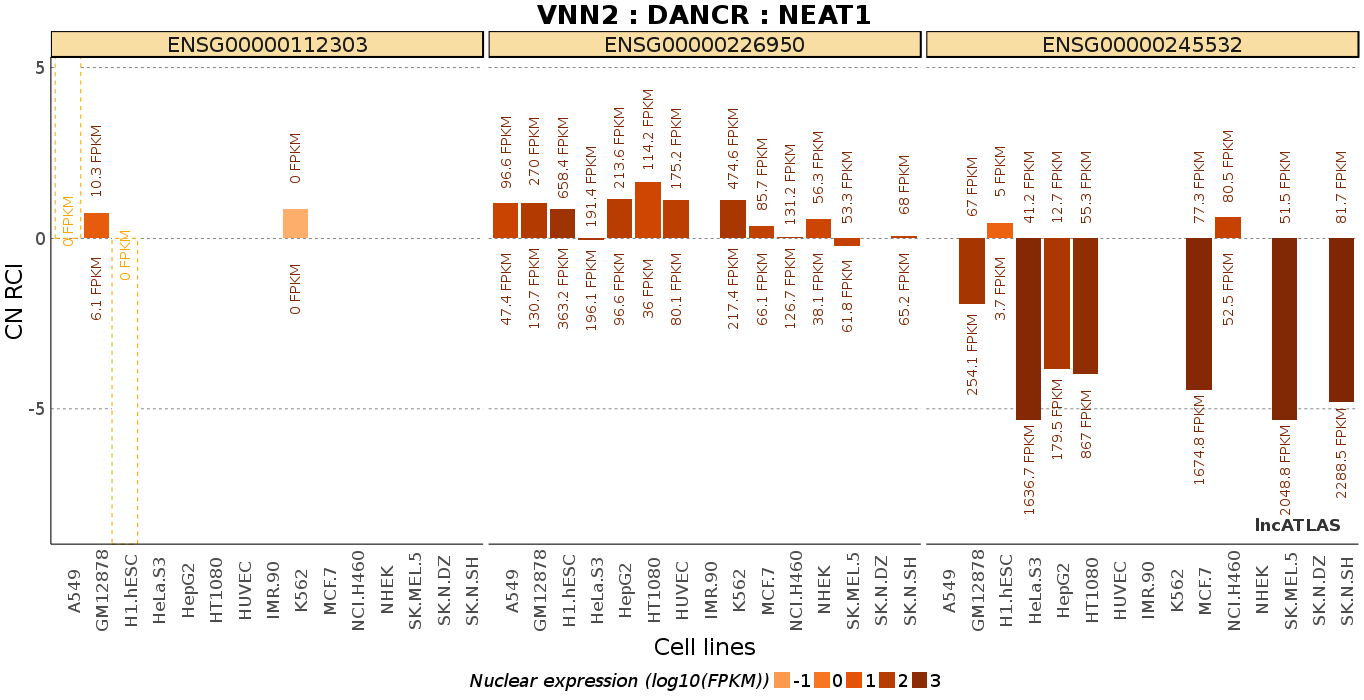 VNN2 : DANCR : NEAT1
ENSG00000112303 ENSG00000226950 ENSG00000245532
CN RCI
5
0
-5
0 FPKM
10.3 FPKM
6.1 FPKM
0 FPKM
0 FPKM
0 FPKM
96.6 FPKM
47.4 FPKM
270 FPKM
130.7 FPKM
658.4 FPKM
363.2 FPKM
191.4 FPKM
196.1 FPKM
213.6 FPKM
96.6 FPKM
114.2 FPKM
36 FPKM
175.2 FPKM
80.1 FPKM
474.6 FPKM
217.4 FPKM
85.7 FPKM
66.1 FPKM
131.2 FPKM
126.7 FPKM
56.3 FPKM
38.1 FPKM
53.3 FPKM
61.8 FPKM
68 FPKM
65.2 FPKM
67 FPKM
254.1 FPKM
5 FPKM
3.7 FPKM
41.2 FPKM
1636.7 FPKM
12.7 FPKM
179.5 FPKM
55.3 FPKM
867 FPKM
77.3 FPKM
1674.8 FPKM
80.5 FPKM
52.5 FPKM
51.5 FPKM
2048.8 FPKM
81.7 FPKM
2288.5 FPKM
lncATLAS
A549
GM12878
H1.hESC
HeLa.S3
HepG2
HT1080
HUVEC
IMR.90
K562
MCF.7
NCI.H460
NHEK
SK.MEL.5
SK.N.DZ
SK.N.SH
A549
GM12878
H1.hESC
HeLa.S3
HepG2
HT1080
HUVEC
IMR.90
K562
MCF.7
NCI.H460
NHEK
SK.MEL.5
SK.N.DZ
SK.N.SH
A549
GM12878
H1.hESC
HeLa.S3
HepG2
HT1080
HUVEC
IMR.90
K562
MCF.7
NCI.H460
NHEK
SK.MEL.5
SK.N.DZ
SK.N.SH
Cell lines
Nuclear expression (log10(FPKM)) -1 0 1 2 3